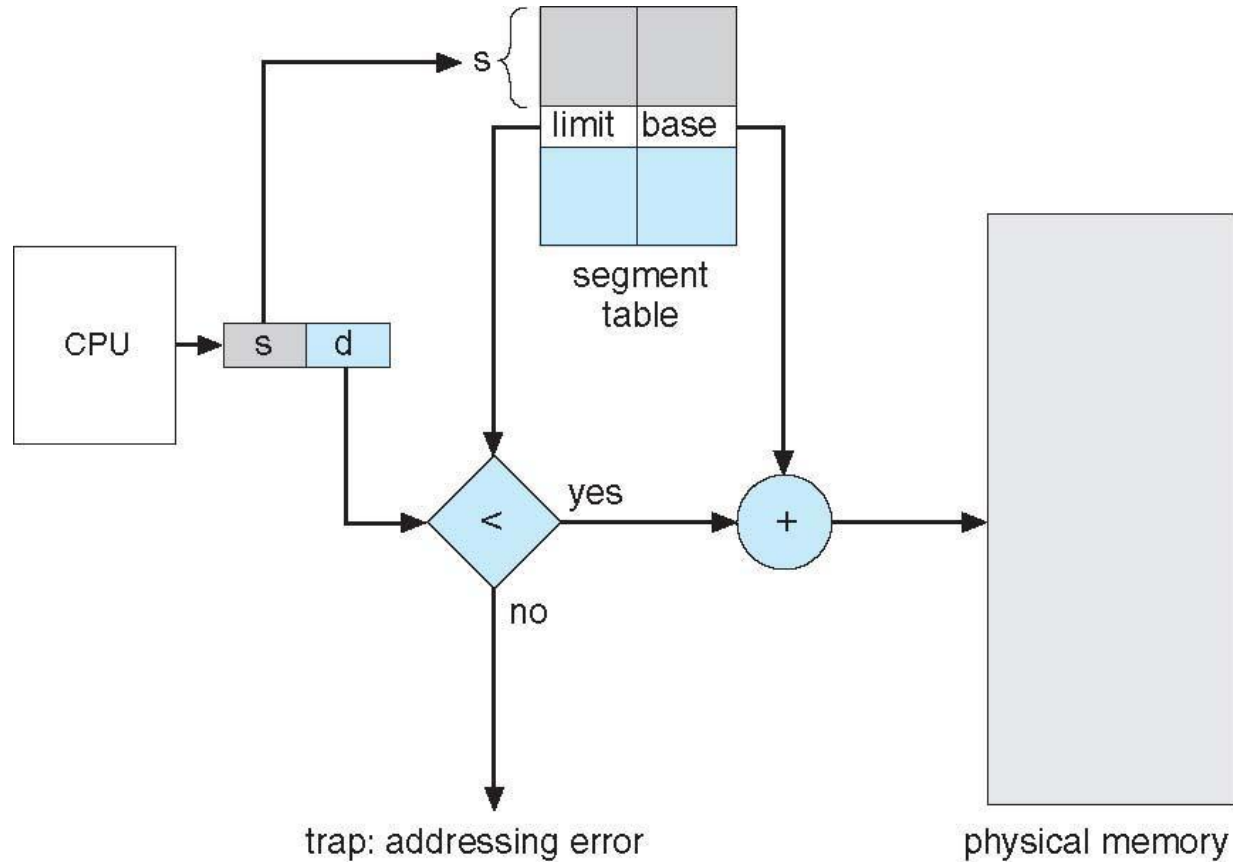 s
limit base
segment
table
CPU
s d
<
yes
+
no
trap: addressing error
physical memory